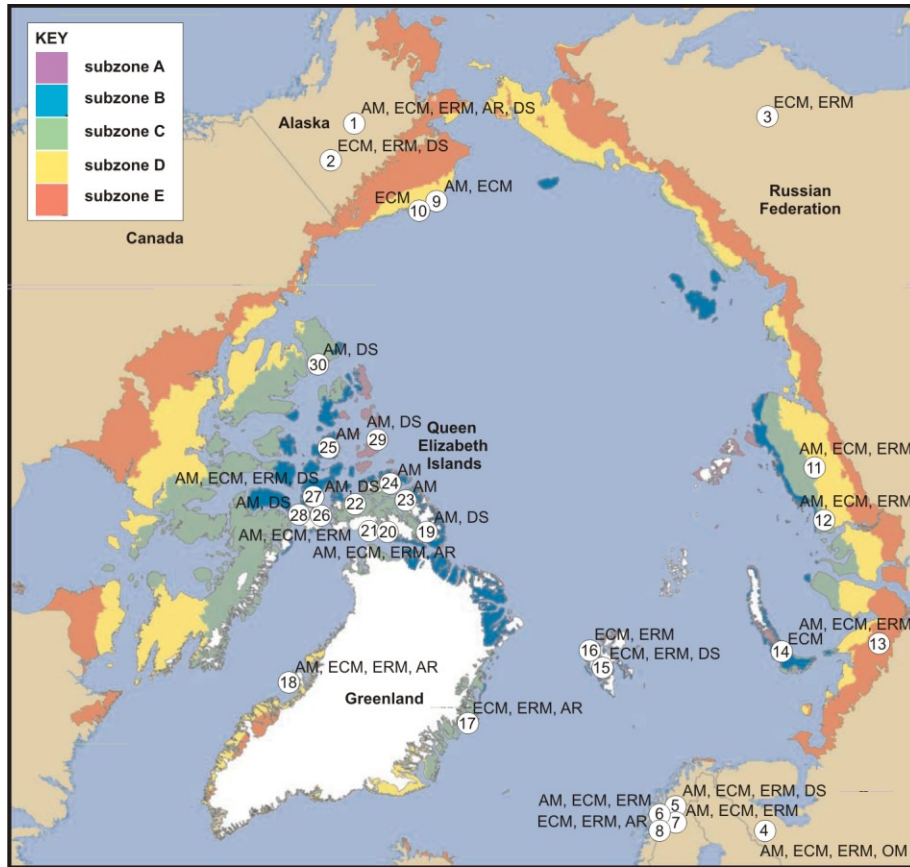 KEY
subzone A
subzone B
subzone C
subzone D
subzone E
AM, ECM, ERM, AR, DS
Alaska
1
ECM, ERM
3
ECM, ERM, DS
2
AM, ECM
ECM
9
10
Russian
Federation
Canada
AM, DS
30
AM, DS
Queen
Elizabeth
Islands
AM
29
25
AM, ECM, ERM
11
AM, ECM, ERM, DS
AM
24
AM, DS
AM
27
22
23
AM, DS
28
26
AM, ECM, ERM
12
AM, DS
21
20
19
AM, ECM, ERM
AM, ECM, ERM, AR
AM, ECM, ERM
13
ECM, ERM
16
ECM
14
ECM, ERM, DS
15
AM, ECM, ERM, AR
18
Greenland
ECM, ERM, AR
17
AM, ECM, ERM, DS
5
AM, ECM, ERM
6
AM, ECM, ERM
7
ECM, ERM, AR
8
4
AM, ECM, ERM, OM